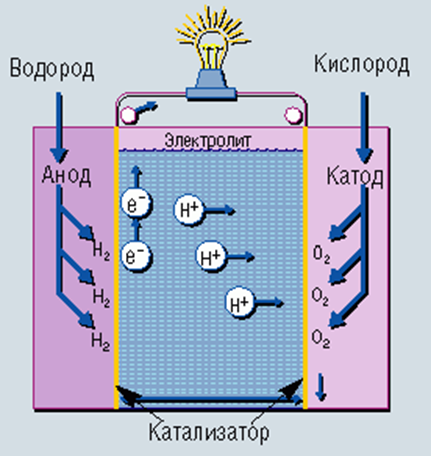 Водород
Кислород
Электролит
Анод
Катод
e⁻
H⁺
H₂
O₂
e⁻
H⁺
H₂
O₂
H⁺
H₂
O₂
Катализатор